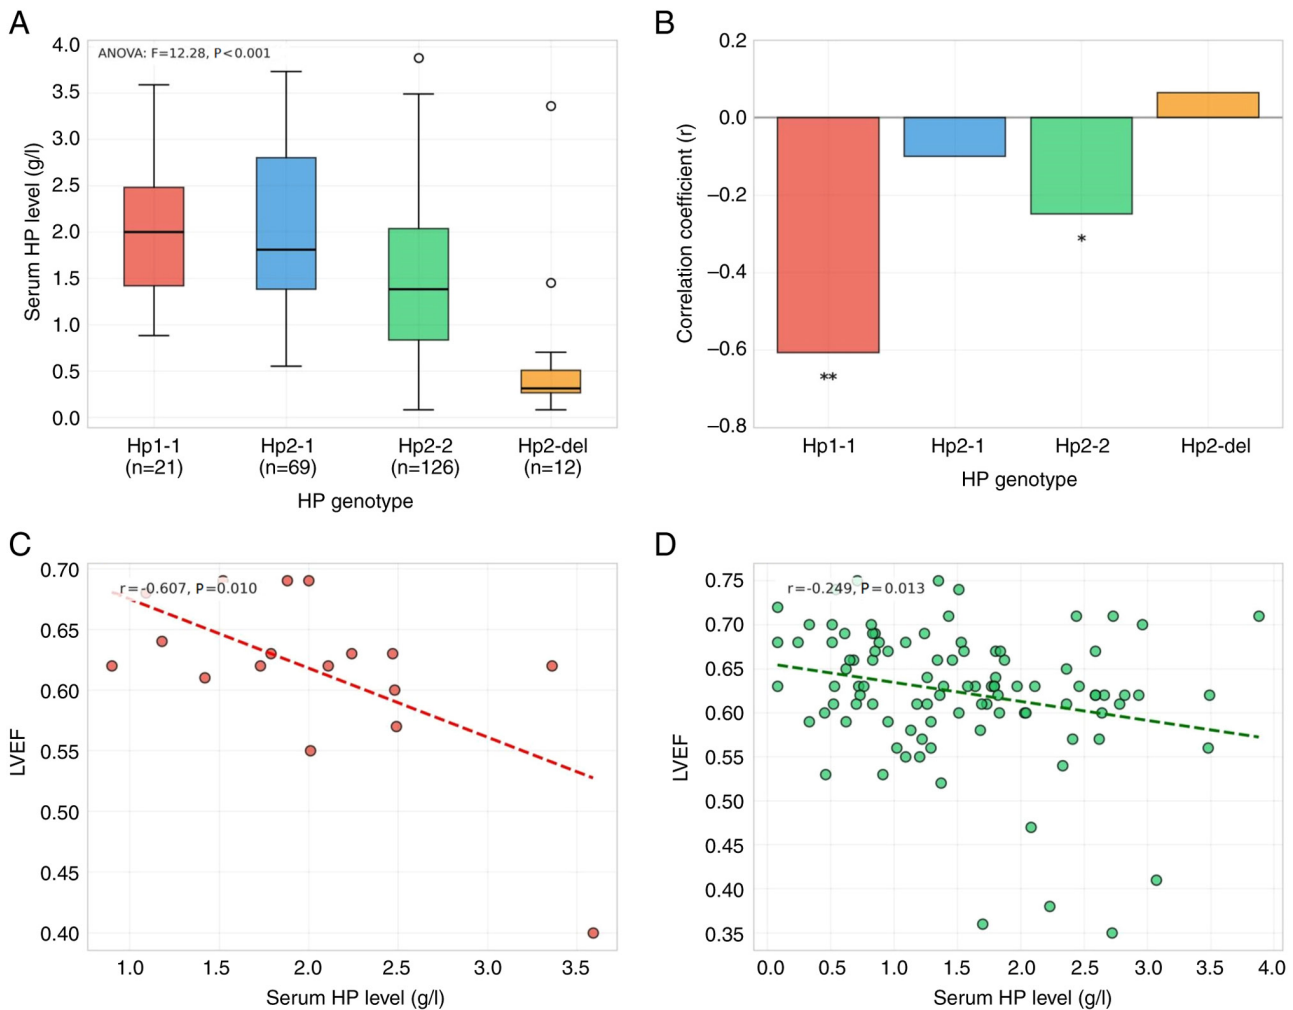 A
ANOVA: F=12.28, P<0.001
Serum HP level (g/l)
4.0
3.5
3.0
2.5
2.0
1.5
1.0
0.5
0.0
Hp1-1 Hp2-1 Hp2-2 Hp2-del
(n=21) (n=69) (n=126) (n=12)
HP genotype
B
Correlation coefficient (r)
0.2
0.0
–0.2
–0.4
–0.6
–0.8
**
*
Hp1-1 Hp2-1 Hp2-2 Hp2-del
HP genotype
C
r=-0.607, P=0.010
LVEF
0.70
0.65
0.60
0.55
0.50
0.45
0.40
1.0 1.5 2.0 2.5 3.0 3.5
Serum HP level (g/l)
D
r=-0.249, P=0.013
LVEF
0.75
0.70
0.65
0.60
0.55
0.50
0.45
0.40
0.35
0.0 0.5 1.0 1.5 2.0 2.5 3.0 3.5 4.0
Serum HP level (g/l)